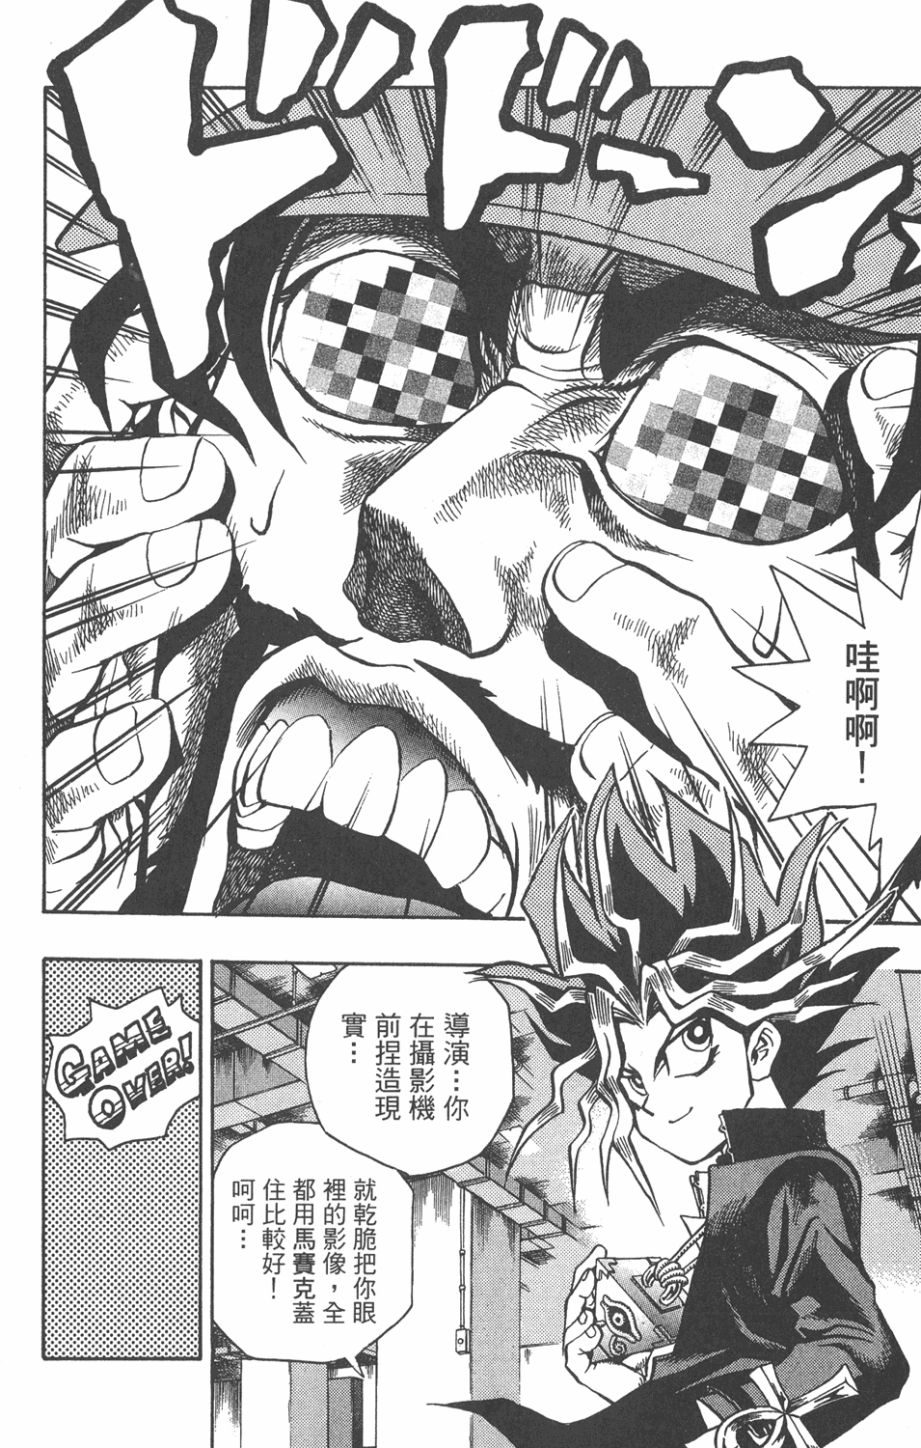 ドドーン
哇啊啊！
導演…你
在攝影機
前捏造現
實…
就乾脆把你眼
裡的影像，全
都用馬賽克蓋
住比較好！
呵呵…
GAME
OVER!